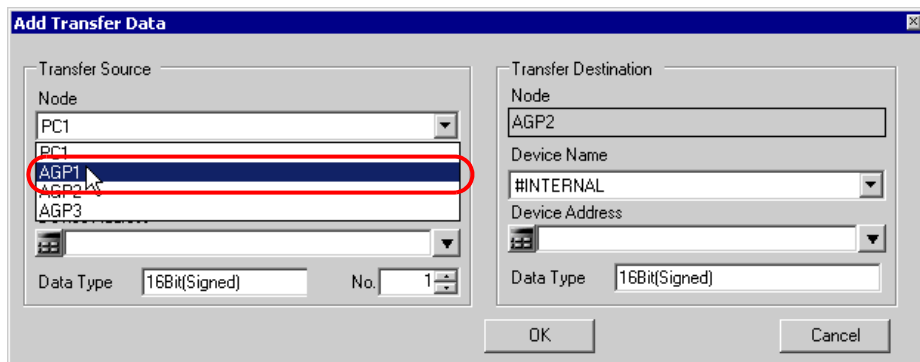 Add Transfer Data
Transfer Source
Node
PC1
PC1
AGP1
AGP2
AGP3
Data Type 16Bit(Signed) No. 1
Transfer Destination
Node
AGP2
Device Name
#INTERNAL
Device Address
Data Type 16Bit(Signed)
OK Cancel